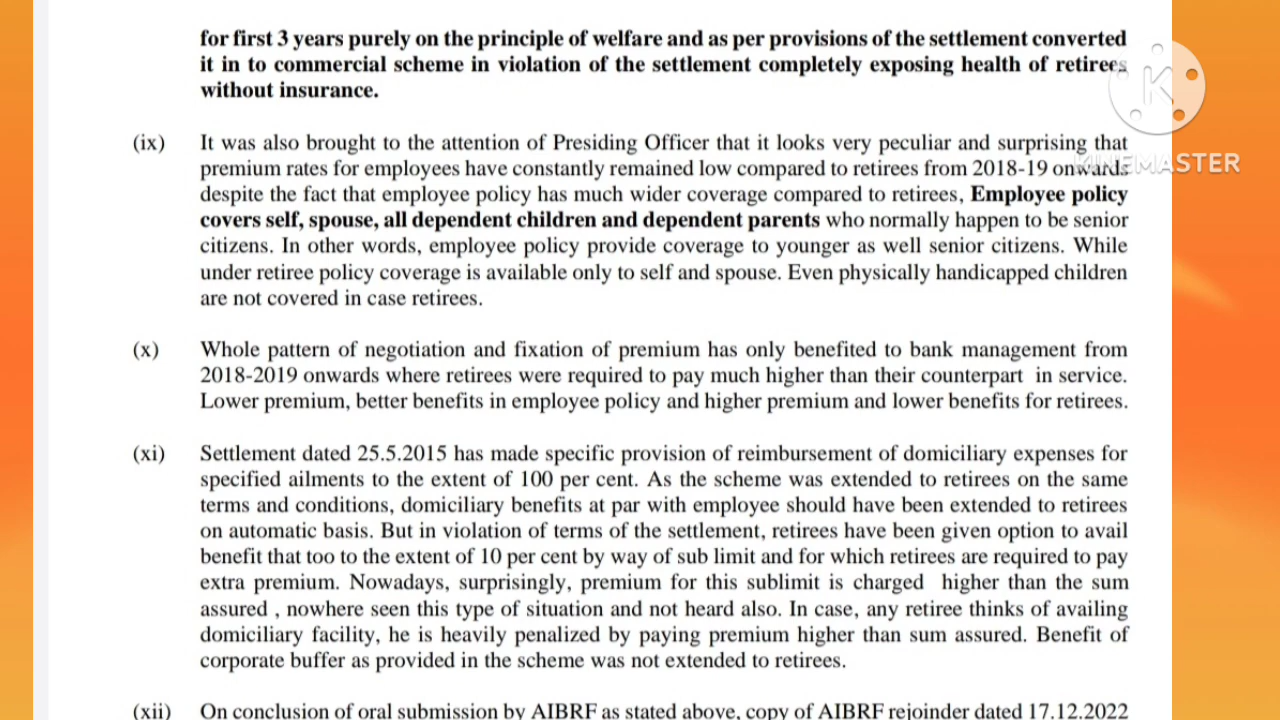 for first 3 years purely on the principle of welfare and as per provisions of the settlement converted
it in to commercial scheme in violation of the settlement completely exposing health of retirees
without insurance.
(ix) It was also brought to the attention of Presiding Officer that it looks very peculiar and surprising that
premium rates for employees have constantly remained low compared to retirees from 2018-19 onwards
KINEMASTER
despite the fact that employee policy has much wider coverage compared to retirees, Employee policy
covers self, spouse, all dependent children and dependent parents who normally happen to be senior
citizens. In other words, employee policy provide coverage to younger as well senior citizens. While
under retiree policy coverage is available only to self and spouse. Even physically handicapped children
are not covered in case retirees.
(x) Whole pattern of negotiation and fixation of premium has only benefited to bank management from
2018-2019 onwards where retirees were required to pay much higher than their counterpart in service.
Lower premium, better benefits in employee policy and higher premium and lower benefits for retirees.
(xi) Settlement dated 25.5.2015 has made specific provision of reimbursement of domiciliary expenses for
specified ailments to the extent of 100 per cent. As the scheme was extended to retirees on the same
terms and conditions, domiciliary benefits at par with employee should have been extended to retirees
on automatic basis. But in violation of terms of the settlement, retirees have been given option to avail
benefit that too to the extent of 10 per cent by way of sub limit and for which retirees are required to pay
extra premium. Nowadays, surprisingly, premium for this sublimit is charged higher than the sum
assured , nowhere seen this type of situation and not heard also. In case, any retiree thinks of availing
domiciliary facility, he is heavily penalized by paying premium higher than sum assured. Benefit of
corporate buffer as provided in the scheme was not extended to retirees.
(xii) On conclusion of oral submission by AIBRF as stated above, copy of AIBRF rejoinder dated 17.12.2022